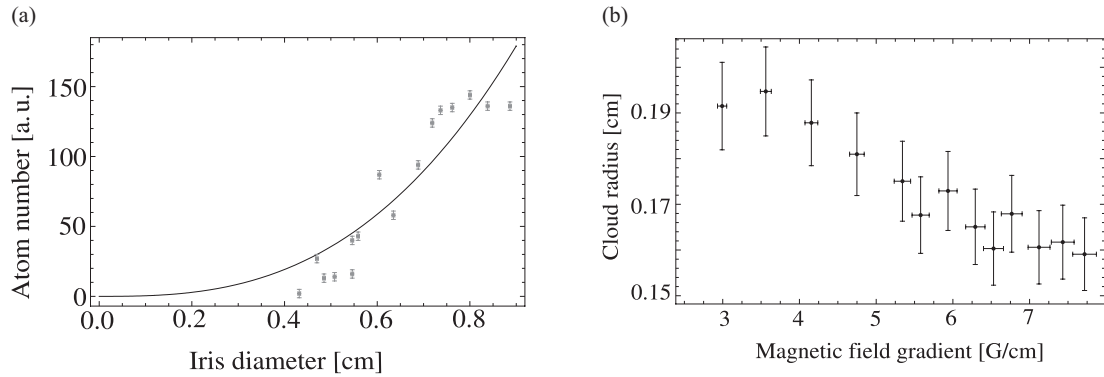 (a)
150
100
50
0
0.0 0.2 0.4 0.6 0.8
Atom number [a.u.]
Iris diameter [cm]
(b)
0.19
0.17
0.15
3 4 5 6 7
Cloud radius [cm]
Magnetic field gradient [G/cm]